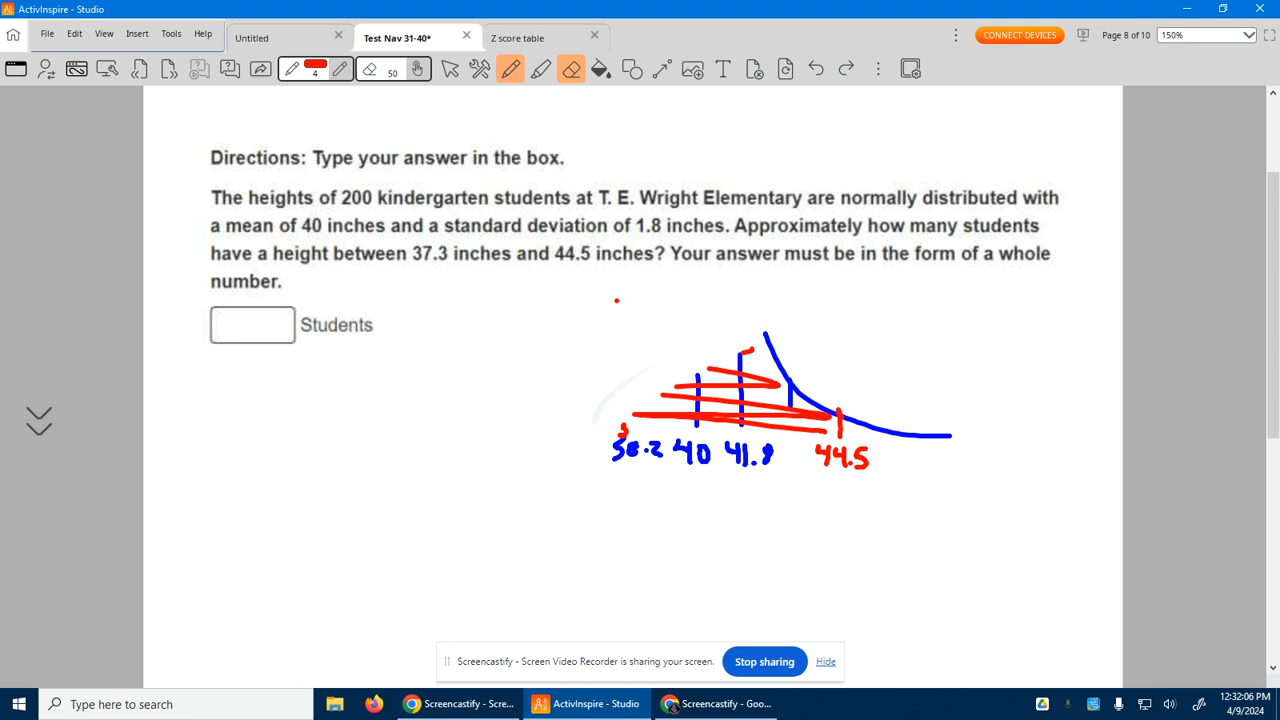 ActivInspire - Studio
File Edit View Insert Tools Help
Untitled
Test Nav 31-40*
Z score table
CONNECT DEVICES
Page 8 of 10
150%
4
50
Directions: Type your answer in the box.
The heights of 200 kindergarten students at T. E. Wright Elementary are normally distributed with
a mean of 40 inches and a standard deviation of 1.8 inches. Approximately how many students
have a height between 37.3 inches and 44.5 inches? Your answer must be in the form of a whole
number.
Students
38.2 40 41.8 44.5
Screencastify - Screen Video Recorder is sharing your screen.
Stop sharing
Hide
Type here to search
Screencastify - Scre...
ActivInspire - Studio
Screencastify - Goo...
12:32:06 PM
4/9/2024